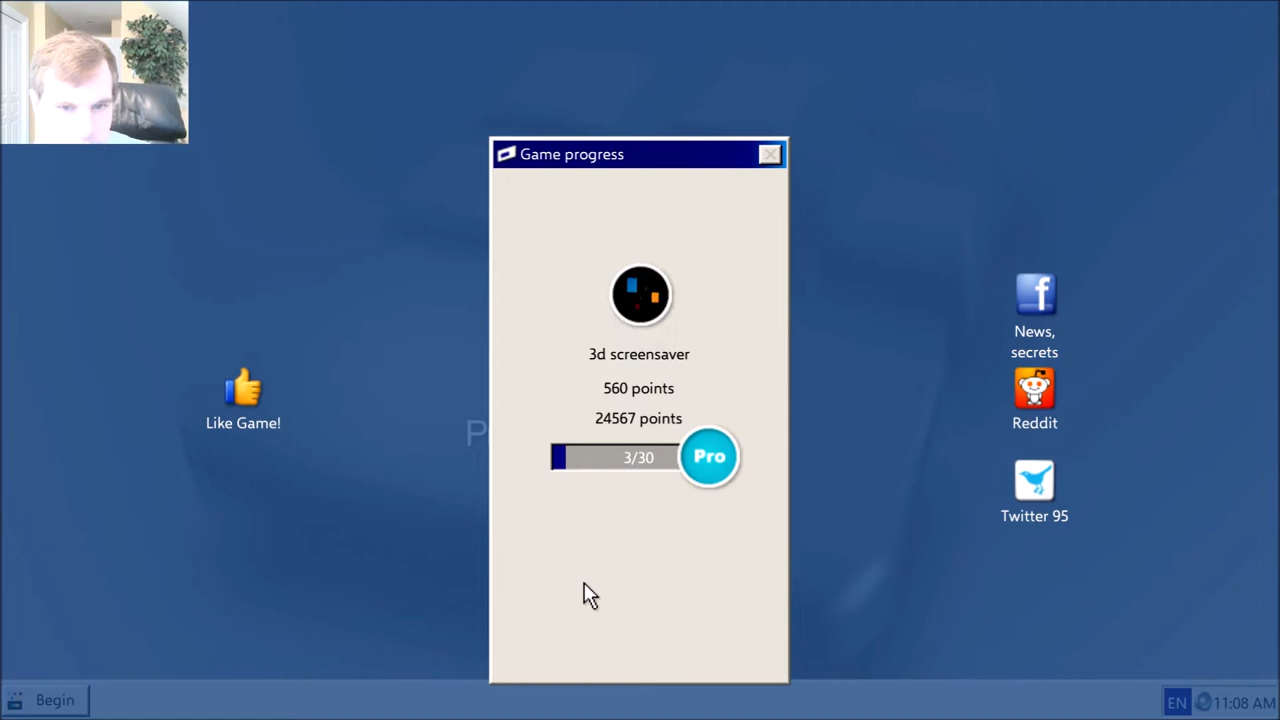 Game progress
3d screensaver
560 points
24567 points
3/30
Pro
Like Game!
News,
secrets
Reddit
Twitter 95
Begin
EN
11:08 AM